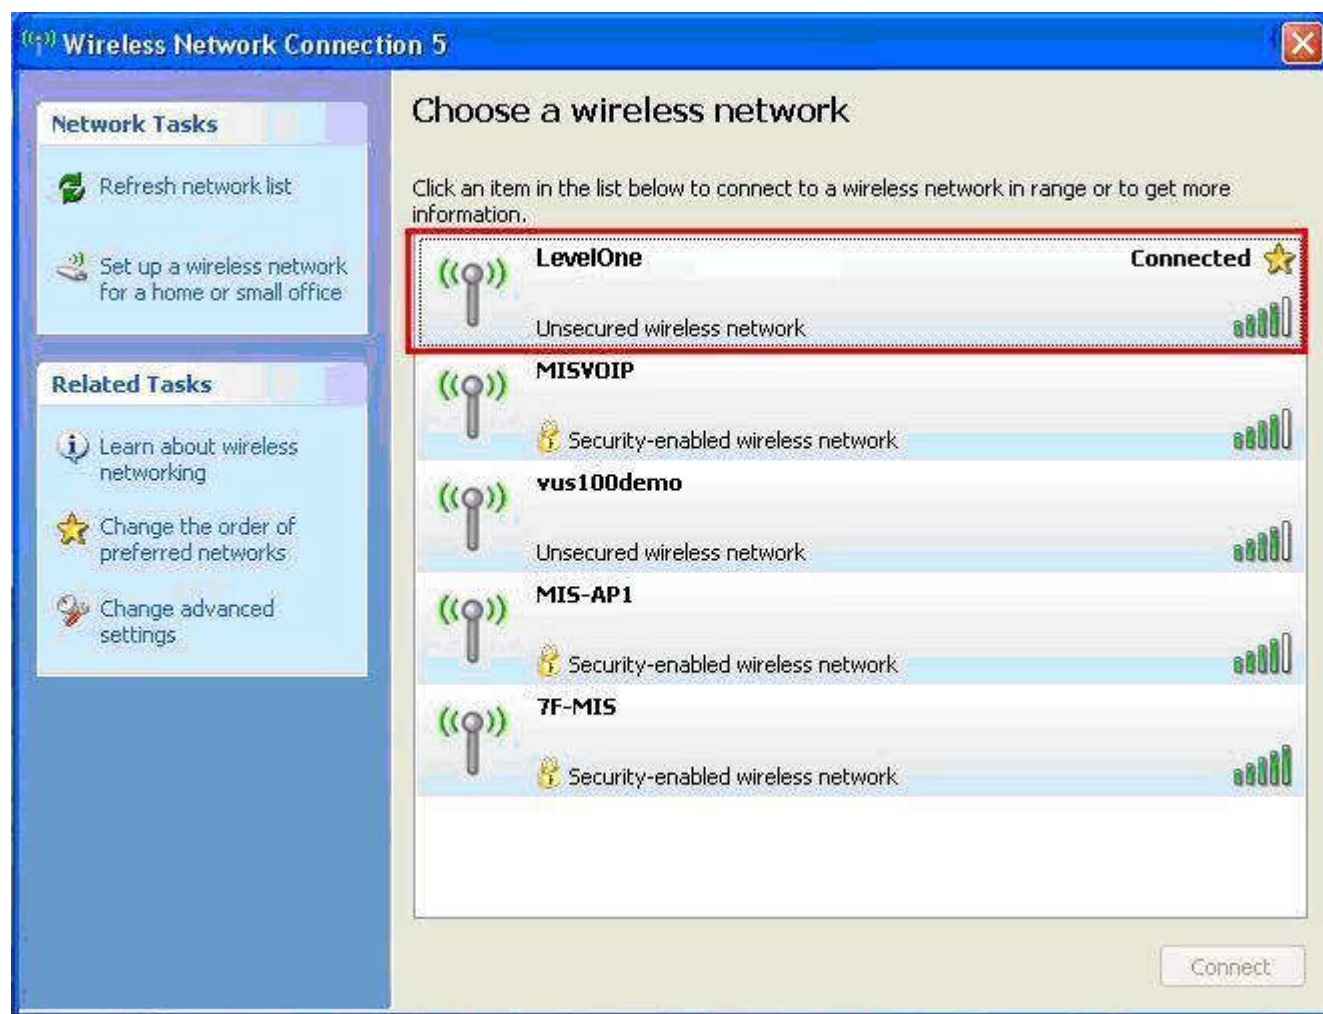 Wireless Network Connection 5
Network Tasks
Refresh network list
Set up a wireless network
for a home or small office
Related Tasks
Learn about wireless
networking
Change the order of
preferred networks
Change advanced
settings
Choose a wireless network
Click an item in the list below to connect to a wireless network in range or to get more
information.
LevelOne Connected
Unsecured wireless network
MISVOIP
Security-enabled wireless network
vus100demo
Unsecured wireless network
MIS-AP1
Security-enabled wireless network
7F-MIS
Security-enabled wireless network
Connect